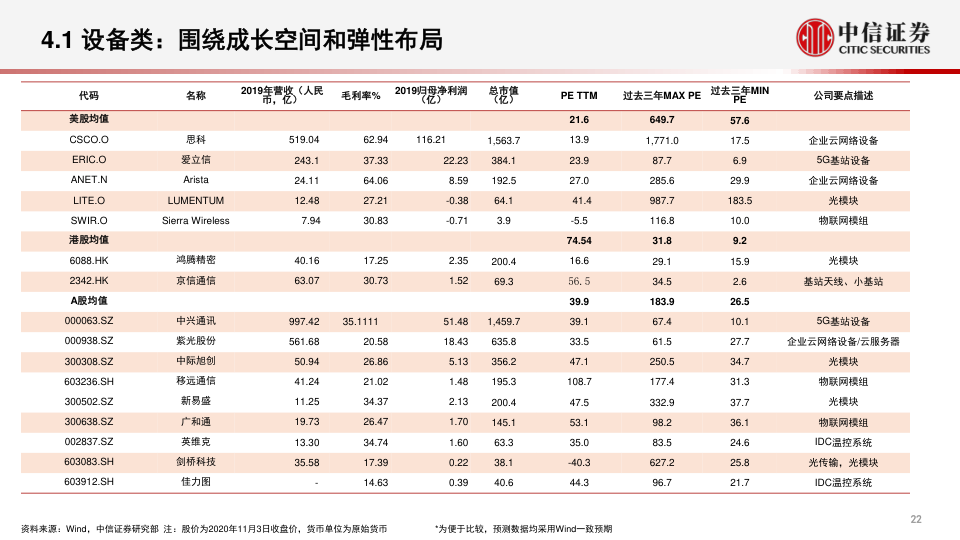 4.1 设备类：围绕成长空间和弹性布局
中信证券
CITIC SECURITIES
代码 名称 2019年营收（人民币，亿） 毛利率% 2019归母净利润（亿） 总市值（亿） PE TTM 过去三年MAX PE 过去三年MIN PE 公司要点描述
美股均值 21.6 649.7 57.6
CSCO.O 思科 519.04 62.94 116.21 1,563.7 13.9 1,771.0 17.5 企业云网络设备
ERIC.O 爱立信 243.1 37.33 22.23 384.1 23.9 87.7 6.9 5G基站设备
ANET.N Arista 24.11 64.06 8.59 192.5 27.0 285.6 29.9 企业云网络设备
LITE.O LUMENTUM 12.48 27.21 -0.38 64.1 41.4 987.7 183.5 光模块
SWIR.O Sierra Wireless 7.94 30.83 -0.71 3.9 -5.5 116.8 10.0 物联网模组
港股均值 74.54 31.8 9.2
6088.HK 鸿腾精密 40.16 17.25 2.35 200.4 16.6 29.1 15.9 光模块
2342.HK 京信通信 63.07 30.73 1.52 69.3 56.5 34.5 2.6 基站天线、小基站
A股均值 39.9 183.9 26.5
000063.SZ 中兴通讯 997.42 35.1111 51.48 1,459.7 39.1 67.4 10.1 5G基站设备
000938.SZ 紫光股份 561.68 20.58 18.43 635.8 33.5 61.5 27.7 企业云网络设备/云服务器
300308.SZ 中际旭创 50.94 26.86 5.13 356.2 47.1 250.5 34.7 光模块
603236.SH 移远通信 41.24 21.02 1.48 195.3 108.7 177.4 31.3 物联网模组
300502.SZ 新易盛 11.25 34.37 2.13 200.4 47.5 332.9 37.7 光模块
300638.SZ 广和通 19.73 26.47 1.70 145.1 53.1 98.2 36.1 物联网模组
002837.SZ 英维克 13.30 34.74 1.60 63.3 35.0 83.5 24.6 IDC温控系统
603083.SH 剑桥科技 35.58 17.39 0.22 38.1 -40.3 627.2 25.8 光传输，光模块
603912.SH 佳力图 - 14.63 0.39 40.6 44.3 96.7 21.7 IDC温控系统
资料来源：Wind，中信证券研究部 注：股价为2020年11月3日收盘价，货币单位为原始货币 *为便于比较，预测数据均采用Wind一致预期
22